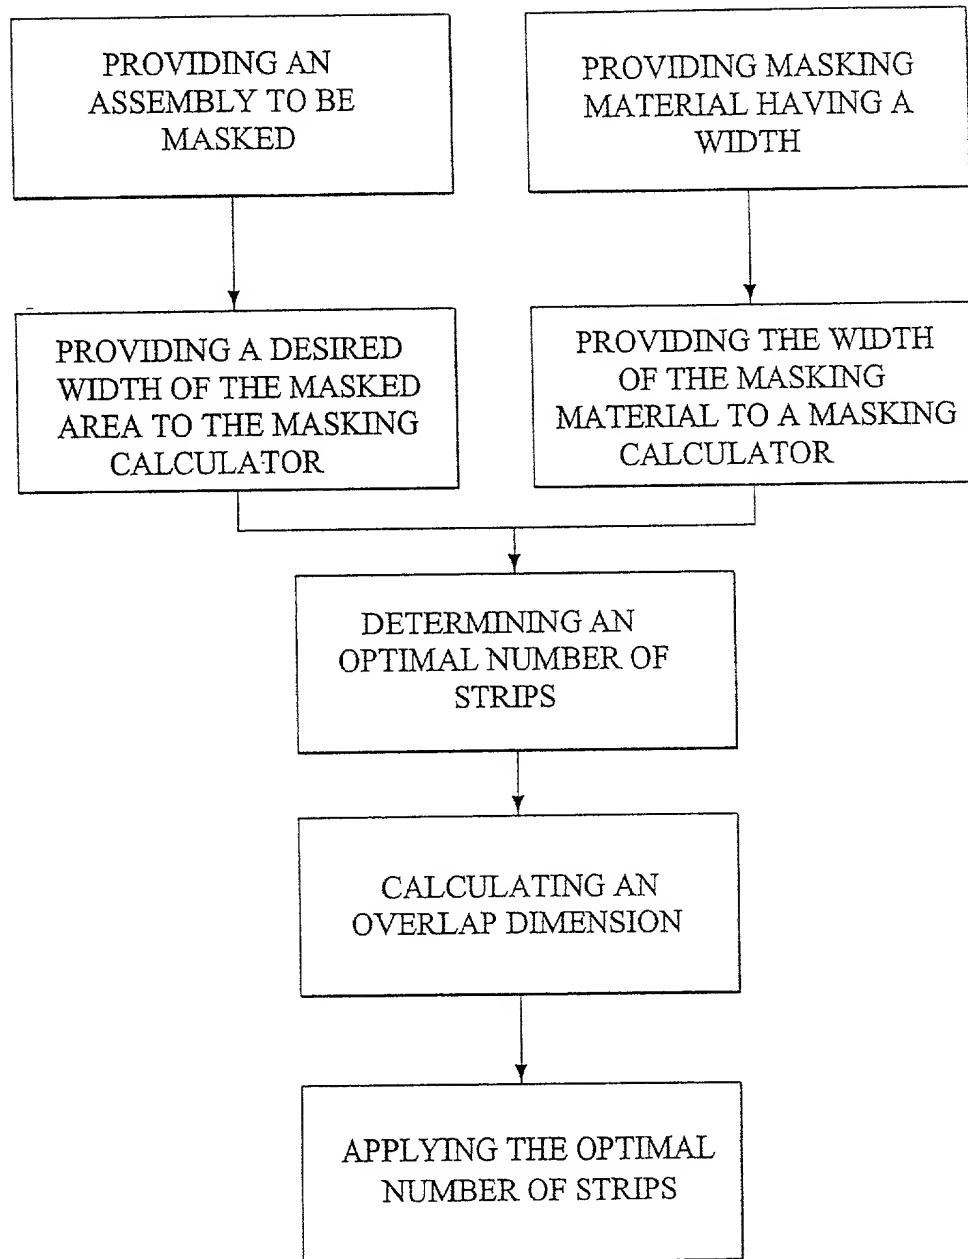 PROVIDING AN
ASSEMBLY TO BE
MASKED
PROVIDING MASKING
MATERIAL HAVING A
WIDTH
PROVIDING A DESIRED
WIDTH OF THE MASKED
AREA TO THE MASKING
CALCULATOR
PROVIDING THE WIDTH
OF THE MASKING
MATERIAL TO A MASKING
CALCULATOR
DETERMINING AN
OPTIMAL NUMBER OF
STRIPS
CALCULATING AN
OVERLAP DIMENSION
APPLYING THE OPTIMAL
NUMBER OF STRIPS